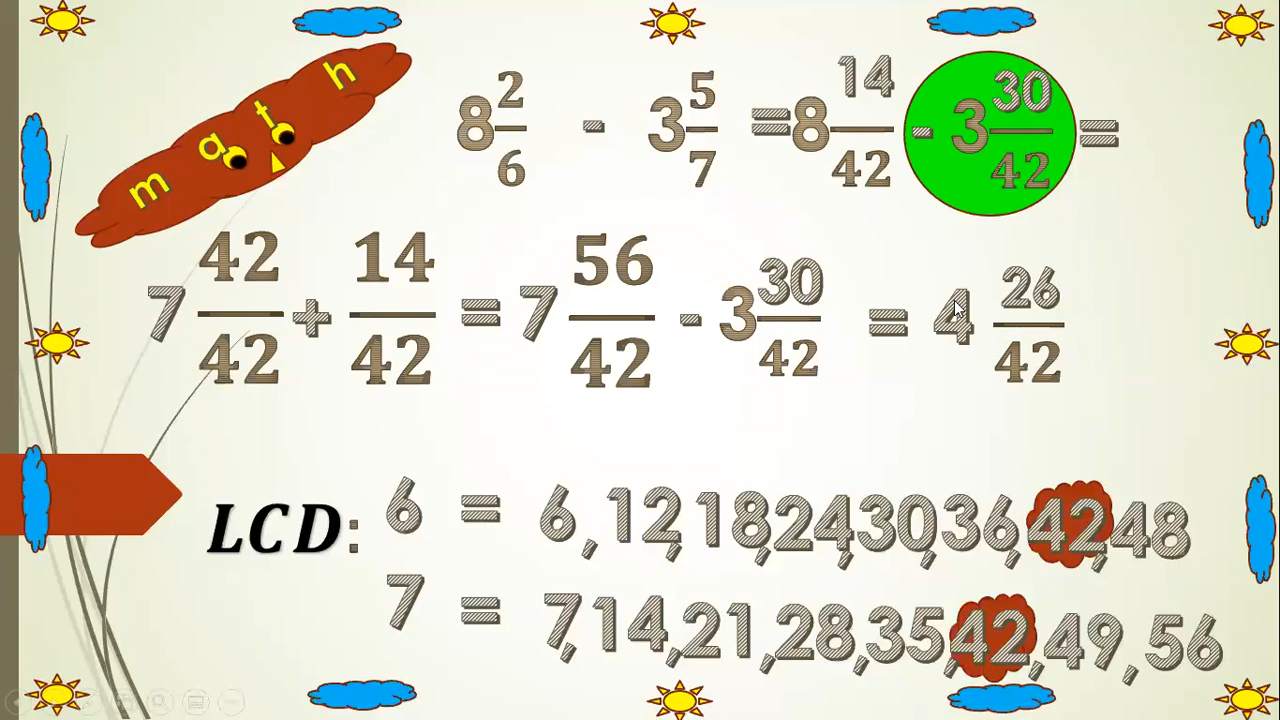 math
8 2/6 - 3 5/7 = 8 14/42 - 3 30/42 =
7 42/42 + 14/42 = 7 56/42 - 3 30/42 = 4 26/42
LCD: 6 = 6,12,18,24,30,36,42,48
7 = 7,14,21,28,35,42,49,56